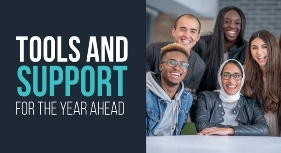 TOOLS AND
SUPPORT
FOR THE YEAR AHEAD